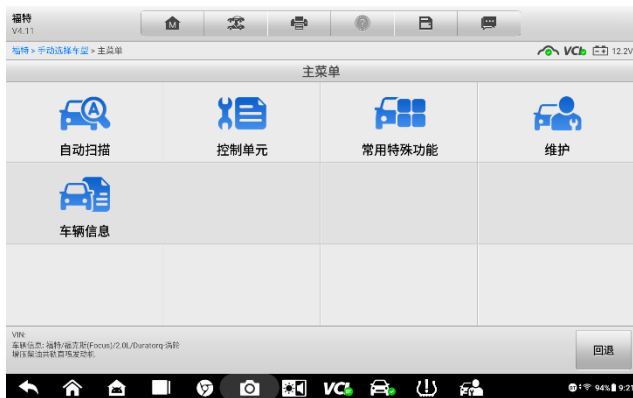 福特
V4.11
福特 > 手动选择车型 > 主菜单
VCI 12.2V
主菜单
自动扫描
控制单元
常用特殊功能
维护
车辆信息
VIN:
车辆信息: 福特/福克斯(Focus)/2.0L/Duratorq-涡轮
增压柴油共轨直喷发动机
回退
VCI
94% 9:21